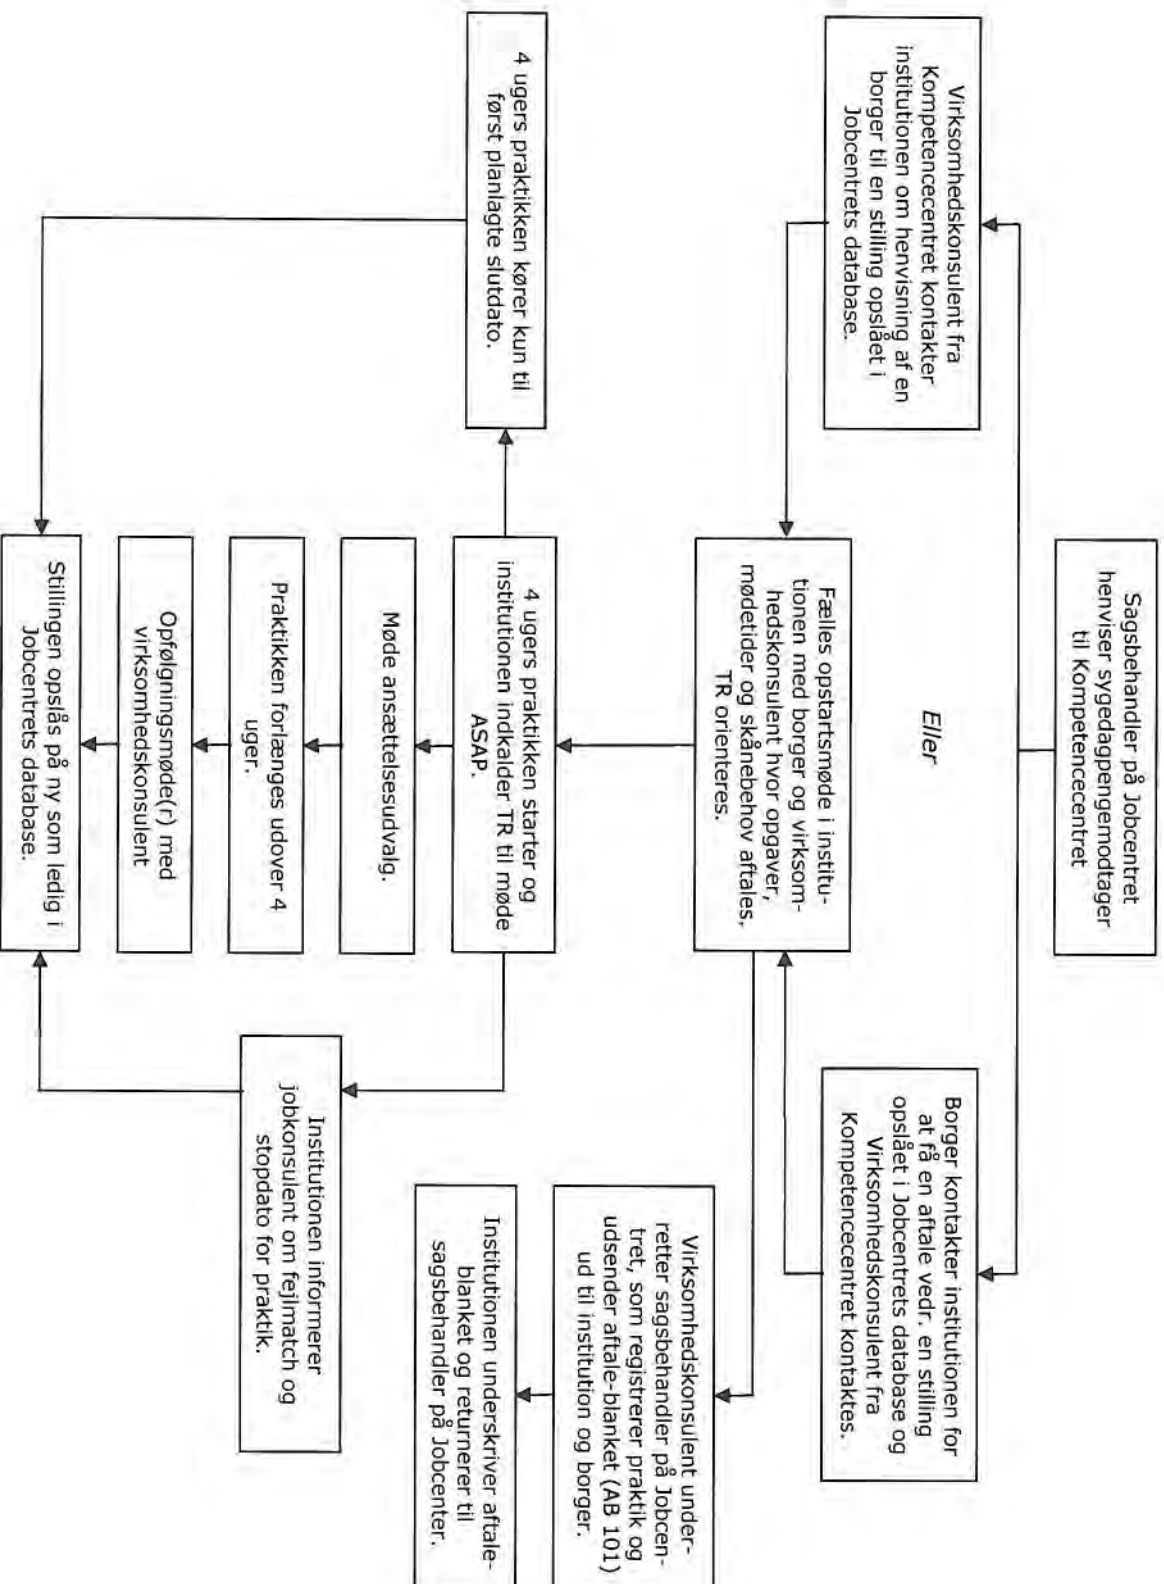 Sagsbehandler på Jobcentret
henviser sygedagpengemodtager
til Kompetencecentret
Eller
Virksomhedskonsulent fra
Kompetencecentret kontakter
institutionen om henvisning af en
borger til en stilling opslået i
Jobcentrets database.
Borger kontakter institutionen for
at få en aftale vedr. en stilling
opslået i Jobcentrets database og
Virksomhedskonsulent fra
Kompetencecentret kontaktes.
Fælles opstartsmøde i institu-
tionen med borger og virksom-
hedskonsulent hvor opgaver,
mødetider og skånebehov aftales.
TR orienteres.
Virksomhedskonsulent under-
retter sagsbehandler på Jobcen-
tret, som registrerer praktik og
udsender aftale-blanket (AB 101)
ud til institution og borger.
Institutionen underskriver aftale-
blanket og returnerer til
sagsbehandler på Jobcenter.
4 ugers praktikken starter og
institutionen indkalder TR til møde
ASAP.
4 ugers praktikken kører kun til
først planlagte slutdato.
Møde ansættelsesudvalg.
Praktikken forlænges udover 4
uger.
Institutionen informerer
jobkonsulent om fejlmatch og
stopdato for praktik.
Opfølgningsmøde(r) med
virksomhedskonsulent
Stillingen opslås på ny som ledig i
Jobcentrets database.